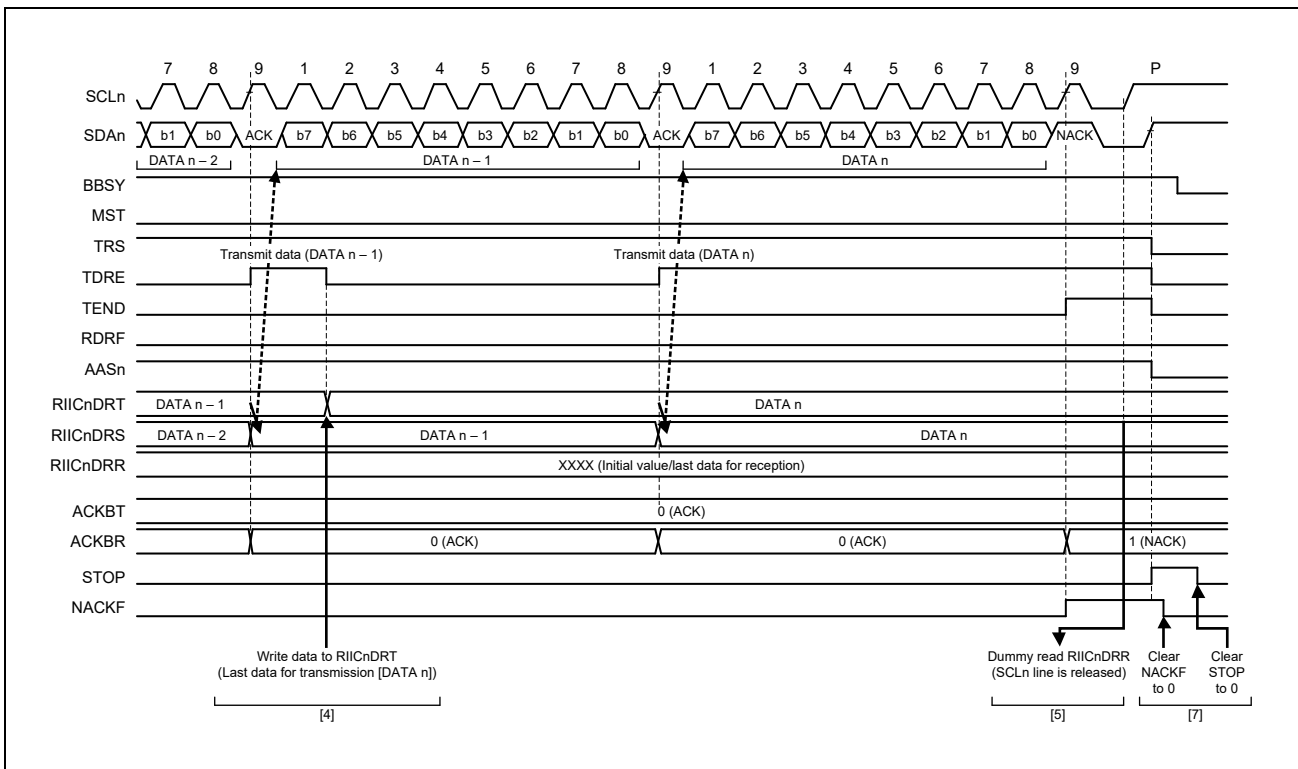 7 8 9 1 2 3 4 5 6 7 8 9 1 2 3 4 5 6 7 8 9 P
SCLn
SDAn b1 b0 ACK b7 b6 b5 b4 b3 b2 b1 b0 ACK b7 b6 b5 b4 b3 b2 b1 b0 NACK
DATA n – 2 DATA n – 1 DATA n
BBSY
MST
TRS
Transmit data (DATA n – 1) Transmit data (DATA n)
TDRE
TEND
RDRF
AASn
RIICnDRT DATA n – 1 DATA n
RIICnDRS DATA n – 2 DATA n – 1 DATA n
RIICnDRR XXXX (Initial value/last data for reception)
ACKBT 0 (ACK)
ACKBR 0 (ACK) 0 (ACK) 1 (NACK)
STOP
NACKF
Write data to RIICnDRT
(Last data for transmission [DATA n])
[4]
Dummy read RIICnDRR
(SCLn line is released)
[5]
Clear
NACKF
to 0
Clear
STOP
to 0
[7]